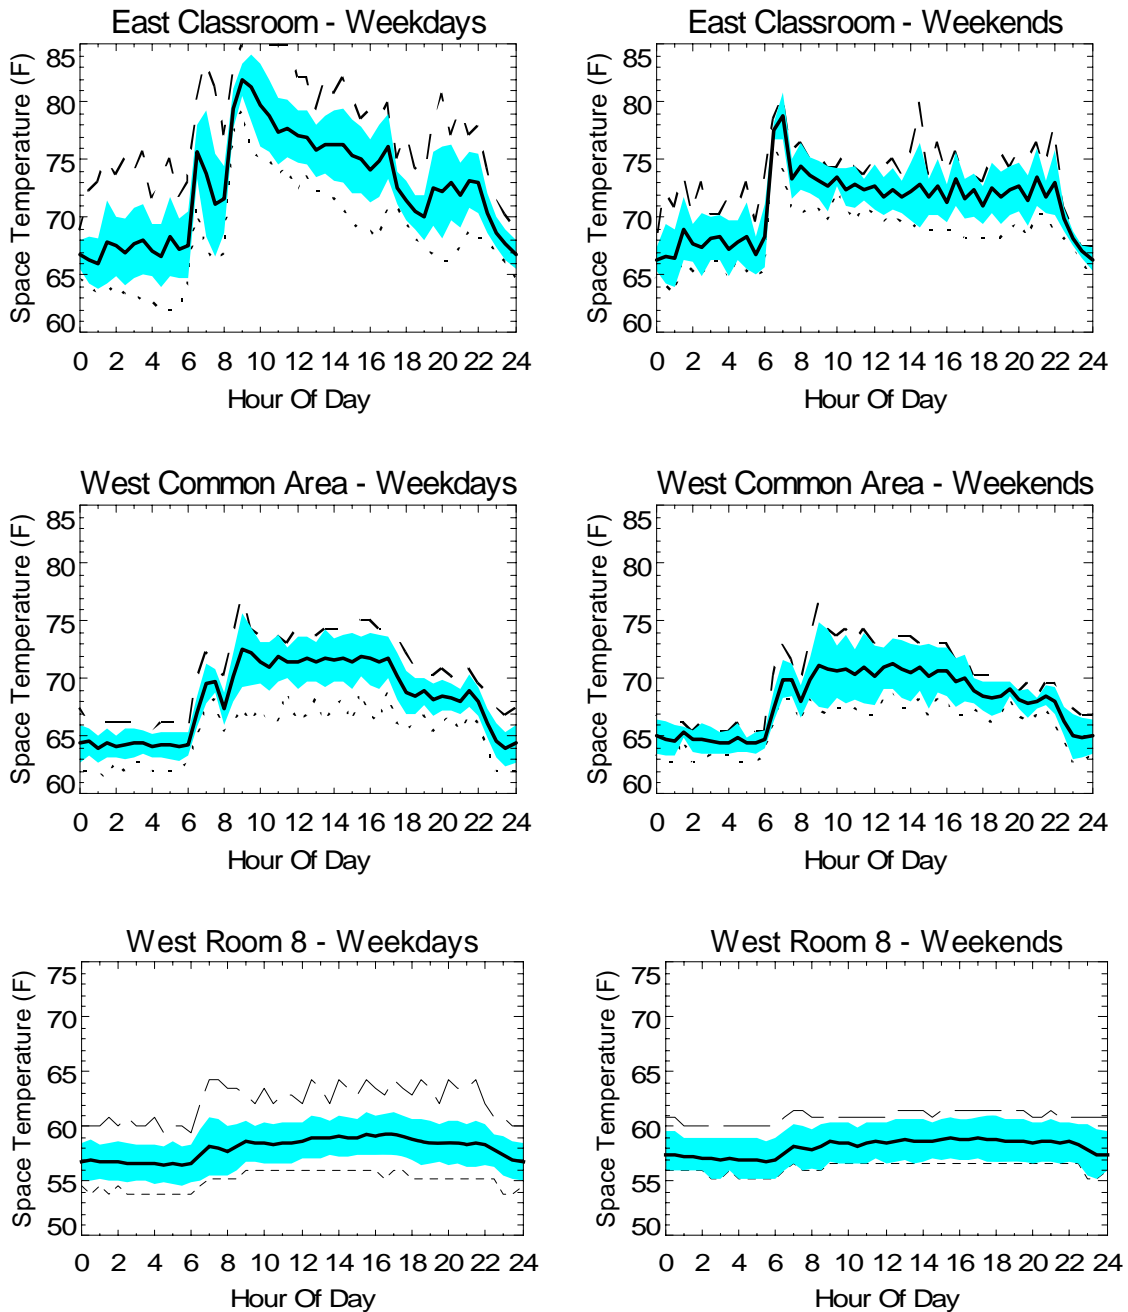 East Classroom - Weekdays
Space Temperature (F)
85
80
75
70
65
60
0 2 4 6 8 10 12 14 16 18 20 22 24
Hour Of Day
East Classroom - Weekends
Space Temperature (F)
85
80
75
70
65
60
0 2 4 6 8 10 12 14 16 18 20 22 24
Hour Of Day
West Common Area - Weekdays
Space Temperature (F)
85
80
75
70
65
60
0 2 4 6 8 10 12 14 16 18 20 22 24
Hour Of Day
West Common Area - Weekends
Space Temperature (F)
85
80
75
70
65
60
0 2 4 6 8 10 12 14 16 18 20 22 24
Hour Of Day
West Room 8 - Weekdays
Space Temperature (F)
75
70
65
60
55
50
0 2 4 6 8 10 12 14 16 18 20 22 24
Hour Of Day
West Room 8 - Weekends
Space Temperature (F)
75
70
65
60
55
50
0 2 4 6 8 10 12 14 16 18 20 22 24
Hour Of Day